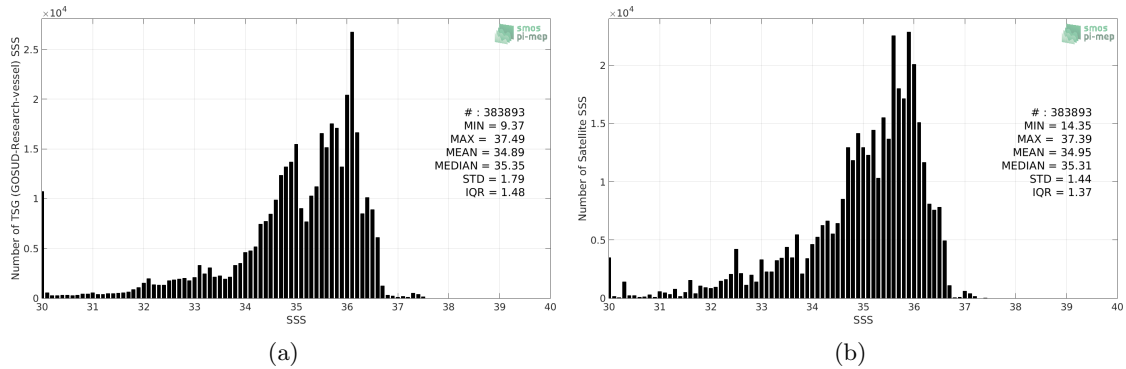 ×10⁴
2.5
2
1.5
1
0.5
0
Number of TSG (GOSUD-Research-vessel) SSS
smos
pi-mep
# : 383893
MIN = 9.37
MAX = 37.49
MEAN = 34.89
MEDIAN = 35.35
STD = 1.79
IQR = 1.48
30 31 32 33 34 35 36 37 38 39 40
SSS
(a)
×10⁴
2
1.5
1
0.5
0
Number of Satellite SSS
smos
pi-mep
# : 383893
MIN = 14.35
MAX = 37.39
MEAN = 34.95
MEDIAN = 35.31
STD = 1.44
IQR = 1.37
30 31 32 33 34 35 36 37 38 39 40
SSS
(b)